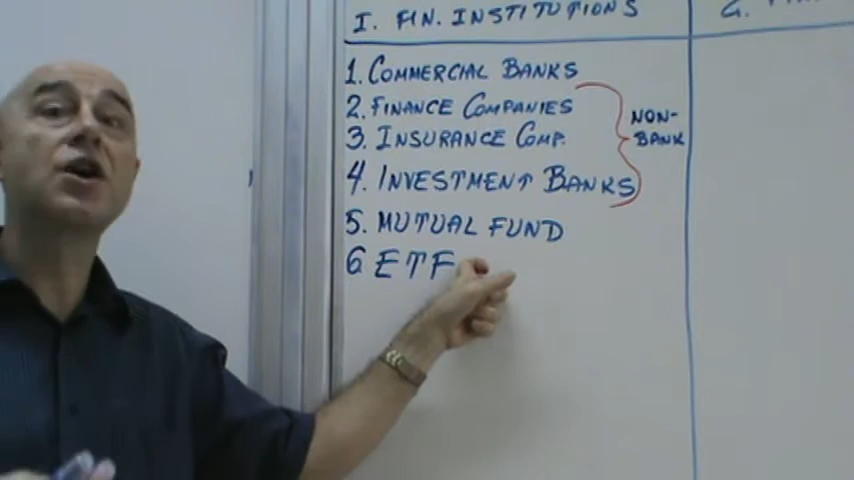 I. FIN. INSTITUTIONS
1. COMMERCIAL BANKS
2. FINANCE COMPANIES
3. INSURANCE COMP.
4. INVESTMENT BANKS
NON-
BANK
5. MUTUAL FUND
6 ETF